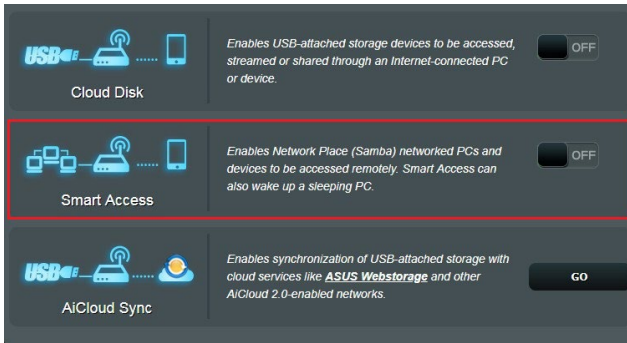 Enables USB-attached storage devices to be accessed,
streamed or shared through an Internet-connected PC
or device.
OFF
USB
Cloud Disk
Enables Network Place (Samba) networked PCs and
devices to be accessed remotely. Smart Access can
also wake up a sleeping PC.
OFF
Smart Access
Enables synchronization of USB-attached storage with
cloud services like ASUS Webstorage and other
AiCloud 2.0-enabled networks.
GO
USB
AiCloud Sync